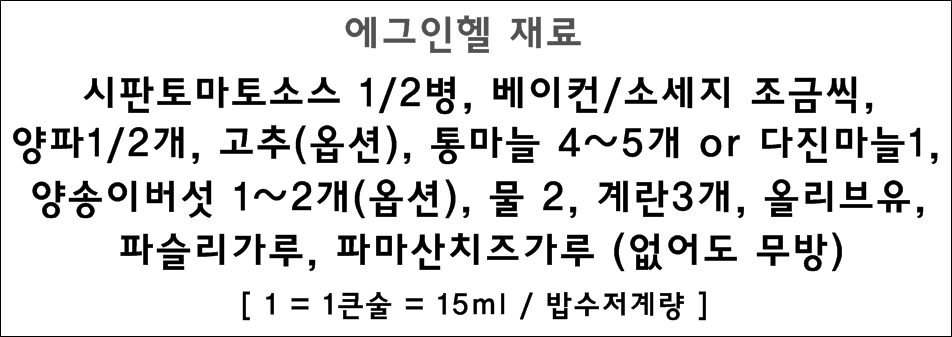 에그인헬 재료
시판토마토소스 1/2병, 베이컨/소세지 조금씩,
양파1/2개, 고추(옵션), 통마늘 4~5개 or 다진마늘1,
양송이버섯 1~2개(옵션), 물 2, 계란3개, 올리브유,
파슬리가루, 파마산치즈가루 (없어도 무방)
[ 1 = 1큰술 = 15ml / 밥수저계량 ]